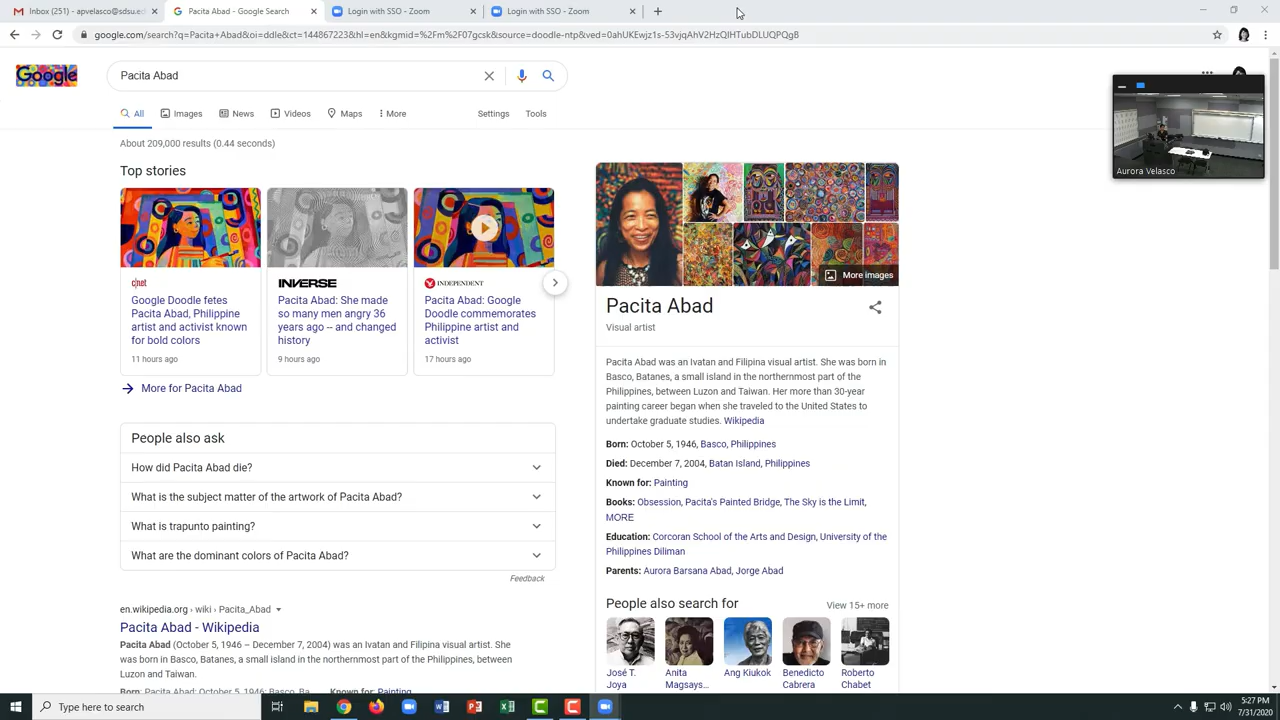 Inbox (251) - apvelasco@sdsu.ed
Pacita Abad - Google Search
Login with SSO - Zoom
Login with SSO - Zoom
google.com/search?q=Pacita+Abad&oi=ddle&ct=144867223&hl=en&kgmid=%2Fm%2F07gcsk&source=doodle-ntp&ved=0ahUKEwjz1s-53vjqAhV2HzQIHTubDLUQPQgB
Google
Pacita Abad
All
Images
News
Videos
Maps
More
Settings
Tools
Aurora Velasco
About 209,000 results (0.44 seconds)
Top stories
c|net
Google Doodle fetes
Pacita Abad, Philippine
artist and activist known
for bold colors
11 hours ago
INVERSE
Pacita Abad: She made
so many men angry 36
years ago -- and changed
history
9 hours ago
INDEPENDENT
Pacita Abad: Google
Doodle commemorates
Philippine artist and
activist
17 hours ago
More for Pacita Abad
People also ask
How did Pacita Abad die?
What is the subject matter of the artwork of Pacita Abad?
What is trapunto painting?
What are the dominant colors of Pacita Abad?
Feedback
en.wikipedia.org › wiki › Pacita_Abad
Pacita Abad - Wikipedia
Pacita Abad (October 5, 1946 – December 7, 2004) was an Ivatan and Filipina visual artist. She
was born in Basco, Batanes, a small island in the northernmost part of the Philippines, between
Luzon and Taiwan.
Born: Pacita Abad; October 5, 1946; Basco, Ba... Known for: Painting
More images
Pacita Abad
Visual artist
Pacita Abad was an Ivatan and Filipina visual artist. She was born in
Basco, Batanes, a small island in the northernmost part of the
Philippines, between Luzon and Taiwan. Her more than 30-year
painting career began when she traveled to the United States to
undertake graduate studies. Wikipedia
Born: October 5, 1946, Basco, Philippines
Died: December 7, 2004, Batan Island, Philippines
Known for: Painting
Books: Obsession, Pacita's Painted Bridge, The Sky is the Limit,
MORE
Education: Corcoran School of the Arts and Design, University of the
Philippines Diliman
Parents: Aurora Barsana Abad, Jorge Abad
People also search for
View 15+ more
José T.
Joya
Anita
Magsays...
Ang Kiukok
Benedicto
Cabrera
Roberto
Chabet
Type here to search
5:27 PM
7/31/2020